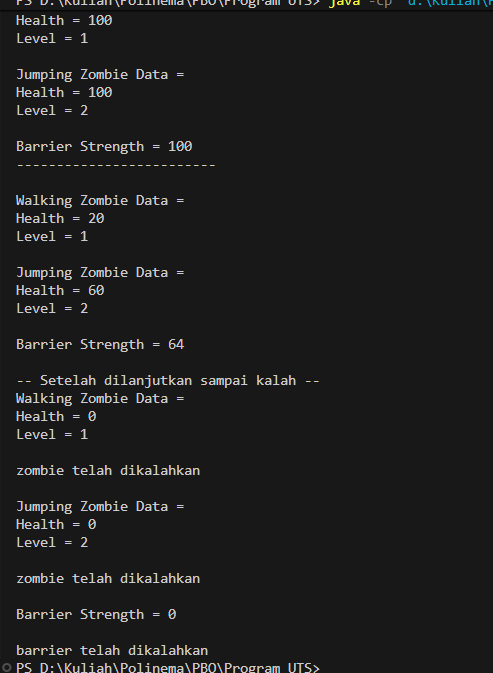 PS D:\Kuliah\Polinema\PBO\Program UTS> java -cp "d:\Kuliah\P
Health = 100
Level = 1
Jumping Zombie Data =
Health = 100
Level = 2
Barrier Strength = 100
-------------------------
Walking Zombie Data =
Health = 20
Level = 1
Jumping Zombie Data =
Health = 60
Level = 2
Barrier Strength = 64
-- Setelah dilanjutkan sampai kalah --
Walking Zombie Data =
Health = 0
Level = 1
zombie telah dikalahkan
Jumping Zombie Data =
Health = 0
Level = 2
zombie telah dikalahkan
Barrier Strength = 0
barrier telah dikalahkan
PS D:\Kuliah\Polinema\PBO\Program UTS>